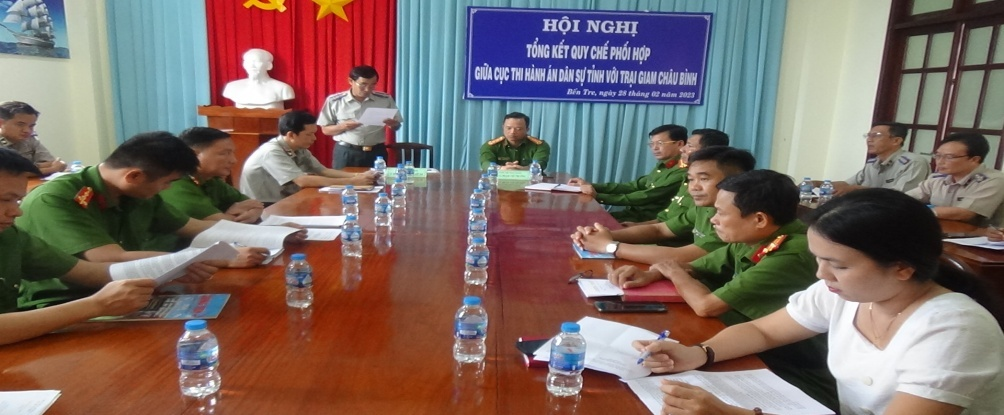 HỘI NGHỊ
TỔNG KẾT QUY CHẾ PHỐI HỢP
GIỮA CỤC THI HÀNH ÁN DÂN SỰ TỈNH VỚI TRẠI GIAM CHÂU BÌNH
Bến Tre, ngày 28 tháng 02 năm 2023